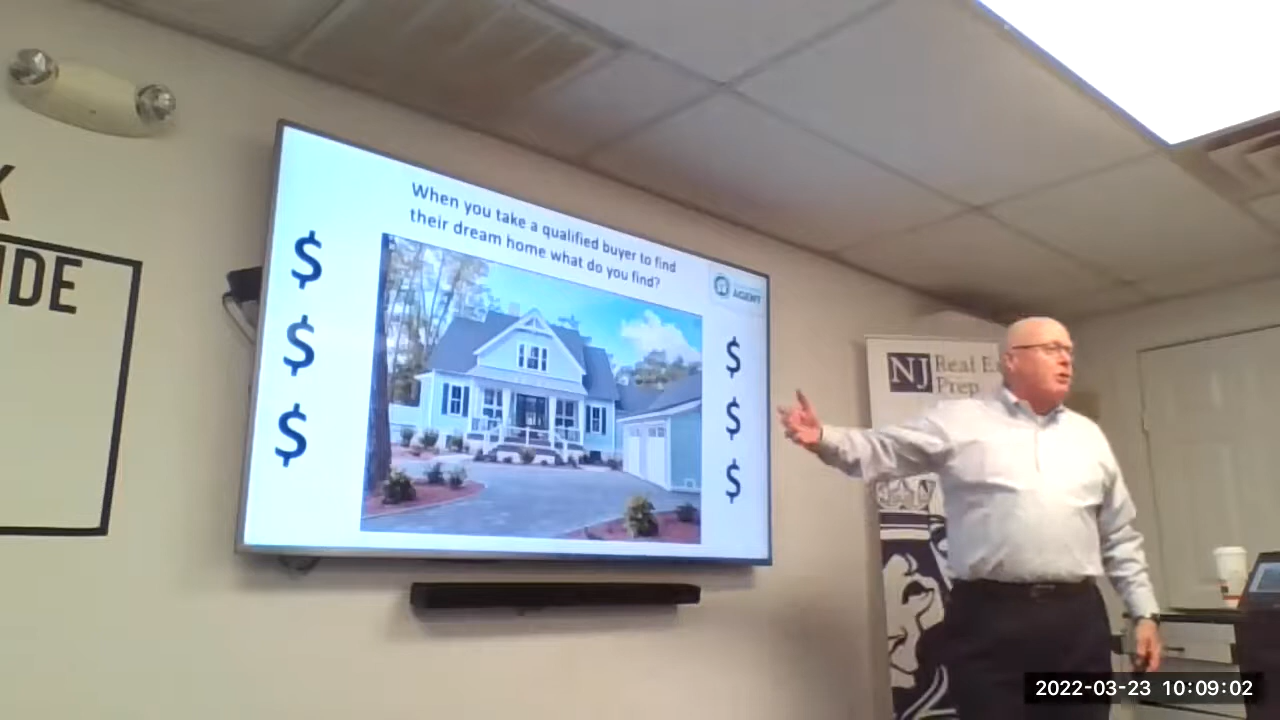 When you take a qualified buyer to find
their dream home what do you find?
$
$
$
$
$
$
AGENT
IDE
NJ Real
Prep
2022-03-23 10:09:02